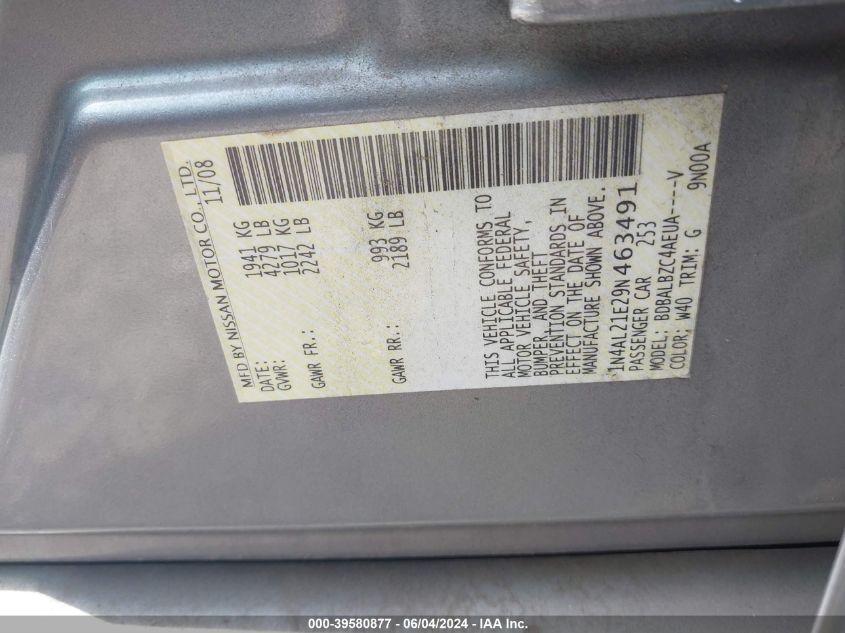 MFD BY NISSAN MOTOR CO., LTD.
DATE: 11/08
GVWR: 1941 KG
4279 LB
GAWR FR.: 1017 KG
2242 LB
GAWR RR.: 993 KG
2189 LB
THIS VEHICLE CONFORMS TO
ALL APPLICABLE FEDERAL
MOTOR VEHICLE SAFETY,
BUMPER, AND THEFT
PREVENTION STANDARDS IN
EFFECT ON THE DATE OF
MANUFACTURE SHOWN ABOVE.
1N4AL21E29N463491
PASSENGER CAR 253
MODEL: BDBALBZC4AEUA----V
COLOR: W40 TRIM: G 9N00A
000-39580877 - 06/04/2024 - IAA Inc.